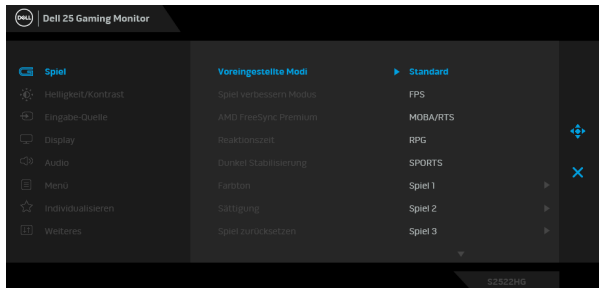 DELL Dell 25 Gaming Monitor
Spiel Voreingestellte Modi Standard
Helligkeit/Kontrast Spiel verbessern Modus FPS
Eingabe-Quelle AMD FreeSync Premium MOBA/RTS
Display Reaktionszeit RPG
Audio Dunkel Stabilisierung SPORTS
Menü Farbton Spiel 1
Individualisieren Sättigung Spiel 2
Weiteres Spiel zurücksetzen Spiel 3
S2522HG